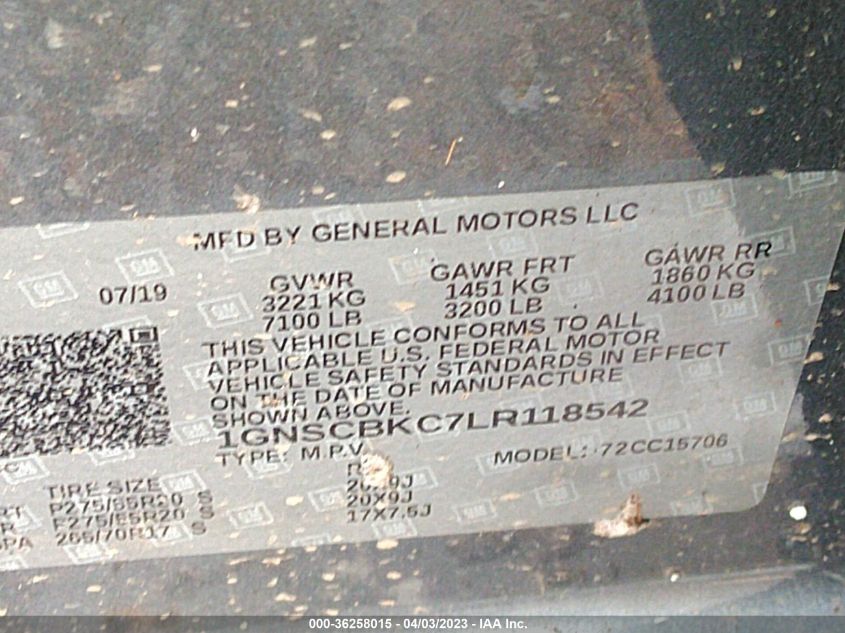 MFD BY GENERAL MOTORS LLC
07/19
GVWR
3221 KG
7100 LB
GAWR FRT
1451 KG
3200 LB
GAWR RR
1860 KG
4100 LB
THIS VEHICLE CONFORMS TO ALL
APPLICABLE U.S. FEDERAL MOTOR
VEHICLE SAFETY STANDARDS IN EFFECT
ON THE DATE OF MANUFACTURE
SHOWN ABOVE.
1GNSCBKC7LR118542
TYPE: M.P.V.
MODEL: 72CC15706
TIRE SIZE
P275/55R20 S
20X9J
P275/55R20 S
20X9J
265/70R17 S
17X7.5J
GM
000-36258015 - 04/03/2023 - IAA Inc.